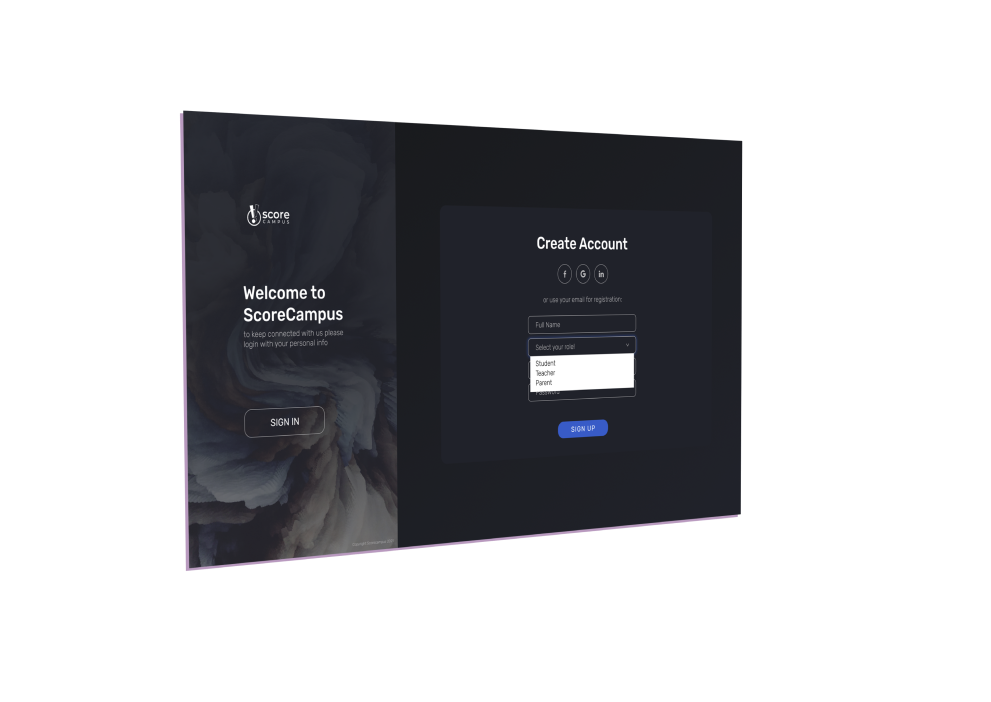 score
CAMPUS
Welcome to
ScoreCampus
to keep connected with us please
login with your personal info
SIGN IN
Create Account
f
G
in
or use your email for registration:
Full Name
Select your role!
Student
Teacher
Parent
Password
SIGN UP